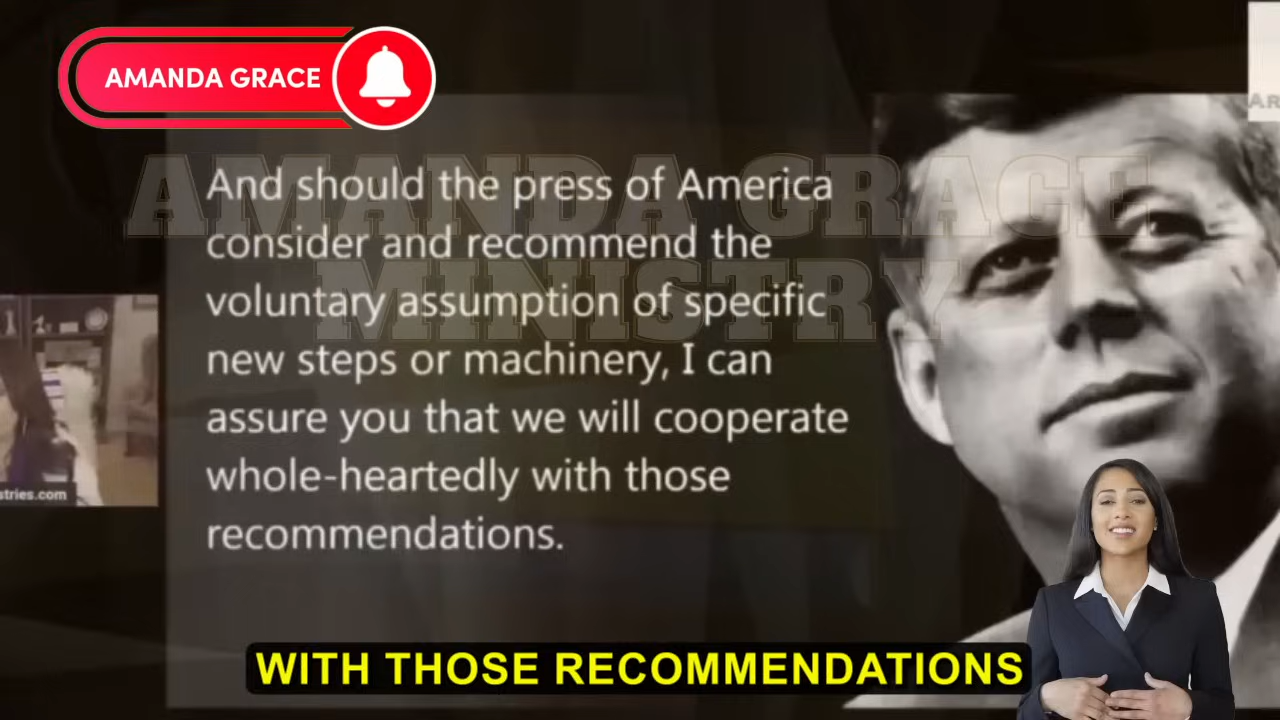 AMANDA GRACE
AR
AMANDA GRACE
MINISTRY
And should the press of America
consider and recommend the
voluntary assumption of specific
new steps or machinery, I can
assure you that we will cooperate
whole-heartedly with those
recommendations.
stries.com
WITH THOSE RECOMMENDATIONS